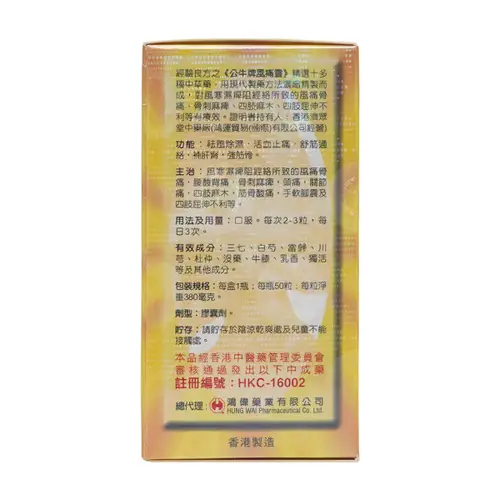 經驗良方之《公牛牌風痛靈》精選十多
種中草藥，用現代製藥方法濃縮精製而
成，對風寒濕痺阻經絡所致的風痛骨
痛，骨刺麻痺、四肢麻木、四肢屈伸不
利等有療效。證明書持有人：香港濟眾
堂中藥廠(鴻運貿易(國際)有限公司經營)
功能：祛風除濕，活血止痛，舒筋通
絡，補肝腎，強筋骨。
主治：風寒濕痺阻經絡所致的風痛骨
痛，腰酸背痛，骨刺麻痺，頭痛，關節
痛，四肢麻木，筋骨酸痛，手軟腳震及
四肢屈伸不利等。
用法及用量：口服。每次2-3粒，每
日3次。
有效成分：三七、白芍、當歸、川
芎、杜仲、沒藥、牛膝、乳香、獨活
等及其他成分。
包裝規格：每盒1瓶；每瓶50粒；每粒淨
重380毫克。
劑型：膠囊劑。
貯存：請貯存於陰涼乾爽處及兒童不能
接觸處。
本品經香港中醫藥管理委員會
審核通過發出以下中成藥
註冊編號：HKC-16002
總代理：鴻偉藥業有限公司
HUNG WAI Pharmaceutical Co. Ltd.
香港製造